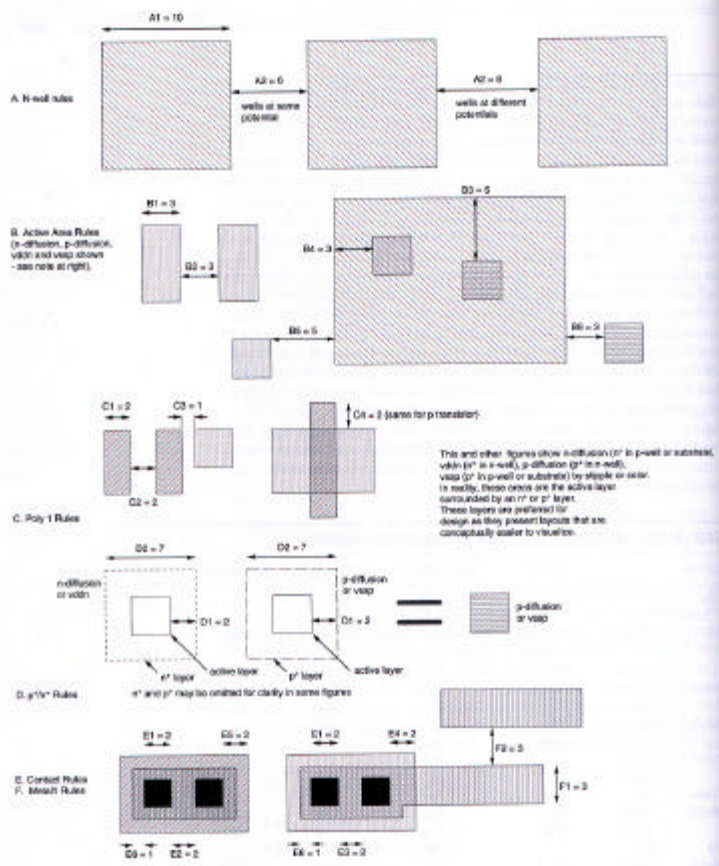 A1 = 10
A. N-well rules
A2 = 6
wells at same
potential
A2 = 8
wells at different
potentials
B1 = 3
B. Active Area Rules
(n-diffusion, p-diffusion,
vddn and vssp shown
- see note at right).
B2 = 3
B3 = 5
B4 = 3
B5 = 5
B6 = 3
C1 = 2
C3 = 1
C2 = 2
C4 = 2 (same for p transistor)
This and other figures show n-diffusion (n+ in p-well or substrate),
vddn (n+ in n-well), p-diffusion (p+ in n-well),
vssp (p+ in p-well or substrate) by stipple or color.
In reality, these areas are the active layer
surrounded by an n+ or p+ layer.
These layers are preferred for
design as they present layouts that are
conceptually easier to visualize.
C. Poly 1 Rules
D2 = 7
D2 = 7
n-diffusion
or vddn
p-diffusion
or vssp
D1 = 2
D1 = 2
p-diffusion
or vssp
n+ layer
active layer
p+ layer
active layer
D. p+/n+ Rules
n+ and p+ may be omitted for clarity in some figures
E1 = 2
E5 = 2
E1 = 2
E4 = 2
F2 = 3
E. Contact Rules
F. Metal1 Rules
F1 = 3
E6 = 1
E2 = 2
E6 = 1
E3 = 2